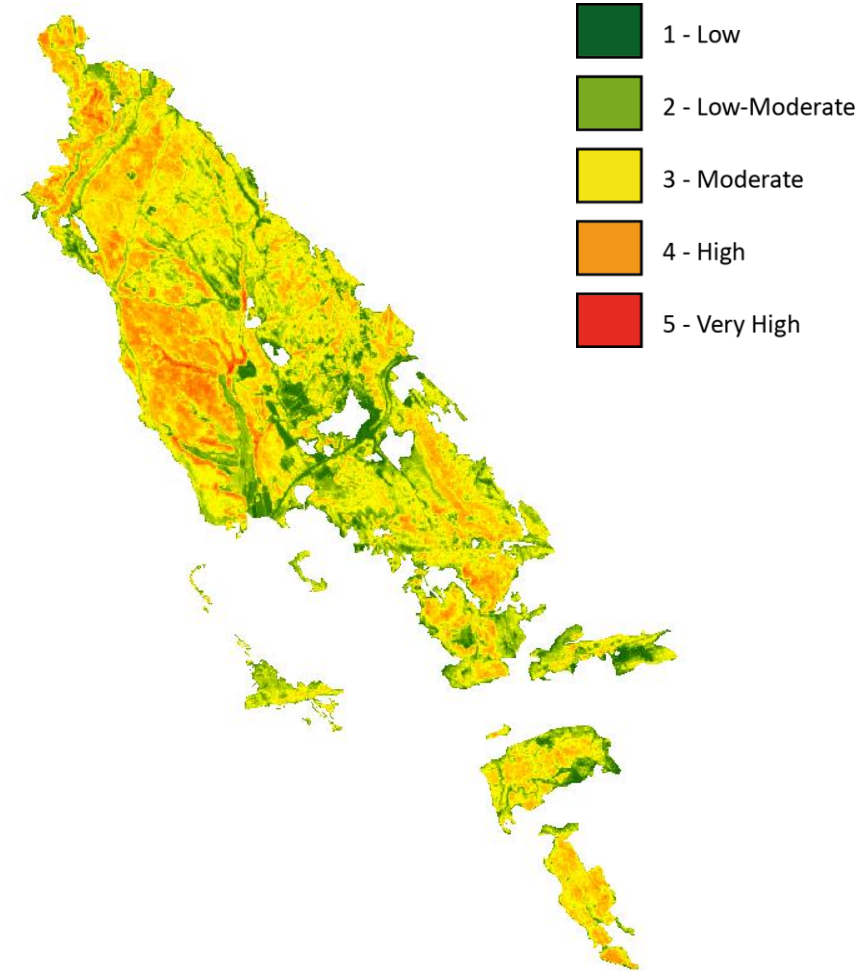 1 - Low
2 - Low-Moderate
3 - Moderate
4 - High
5 - Very High